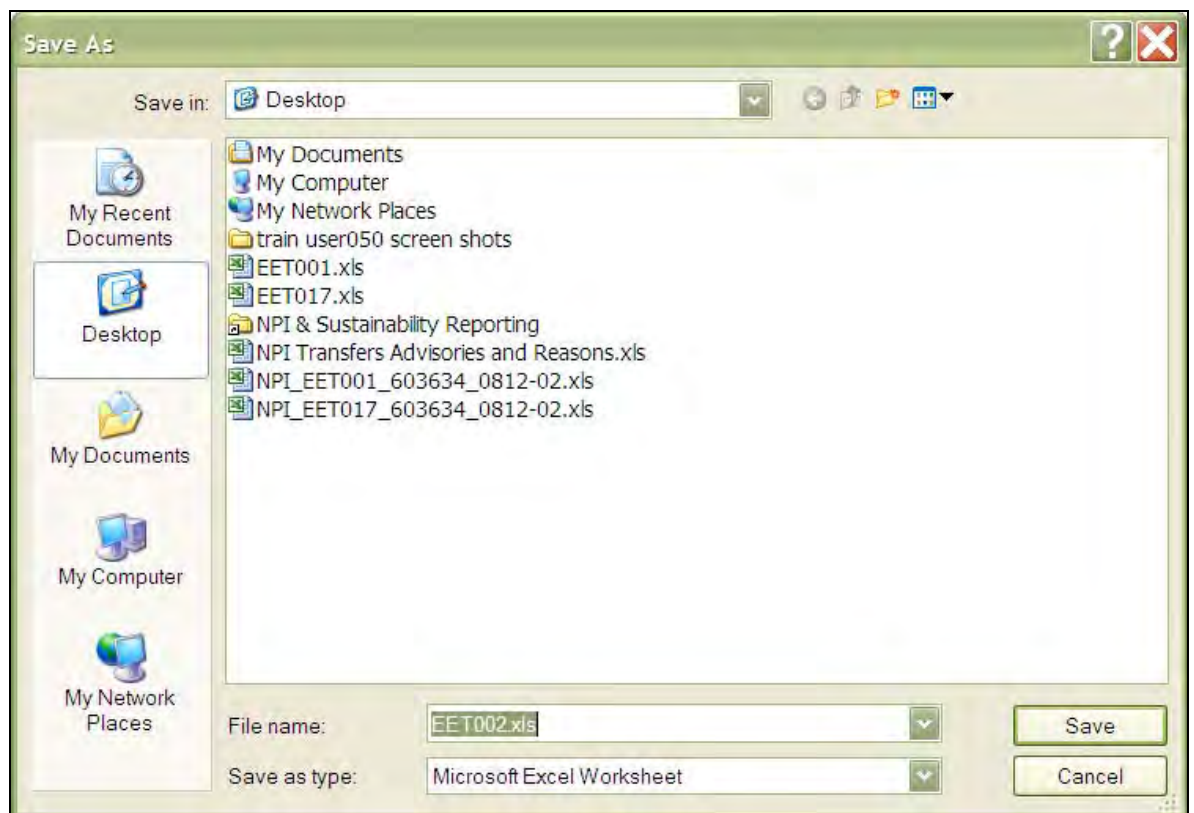 Save As
Save in:
Desktop
My Recent
Documents
Desktop
My Documents
My Computer
My Network
Places
My Documents
My Computer
My Network Places
train user050 screen shots
EET001.xls
EET017.xls
NPI & Sustainability Reporting
NPI Transfers Advisories and Reasons.xls
NPI_EET001_603634_0812-02.xls
NPI_EET017_603634_0812-02.xls
File name:
EET002.xls
Save
Save as type:
Microsoft Excel Worksheet
Cancel